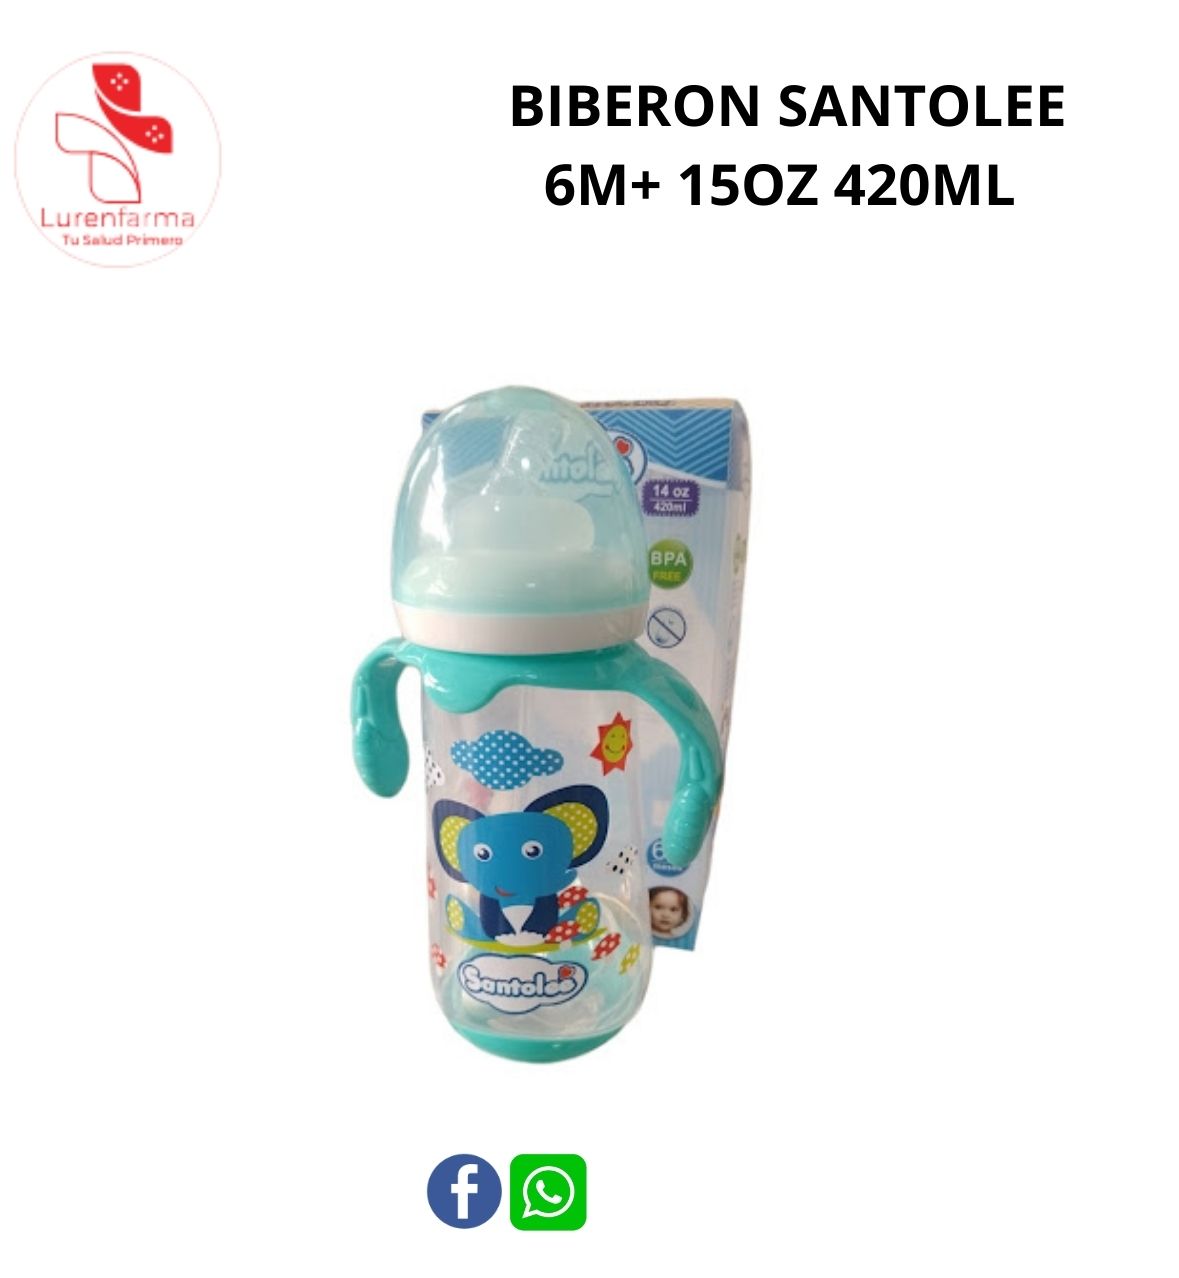 BIBERON SANTOLEE
6M+ 15OZ 420ML
Lurenfarma
Tu Salud Primero
14 oz
420ml
BPA
FREE
Santolee